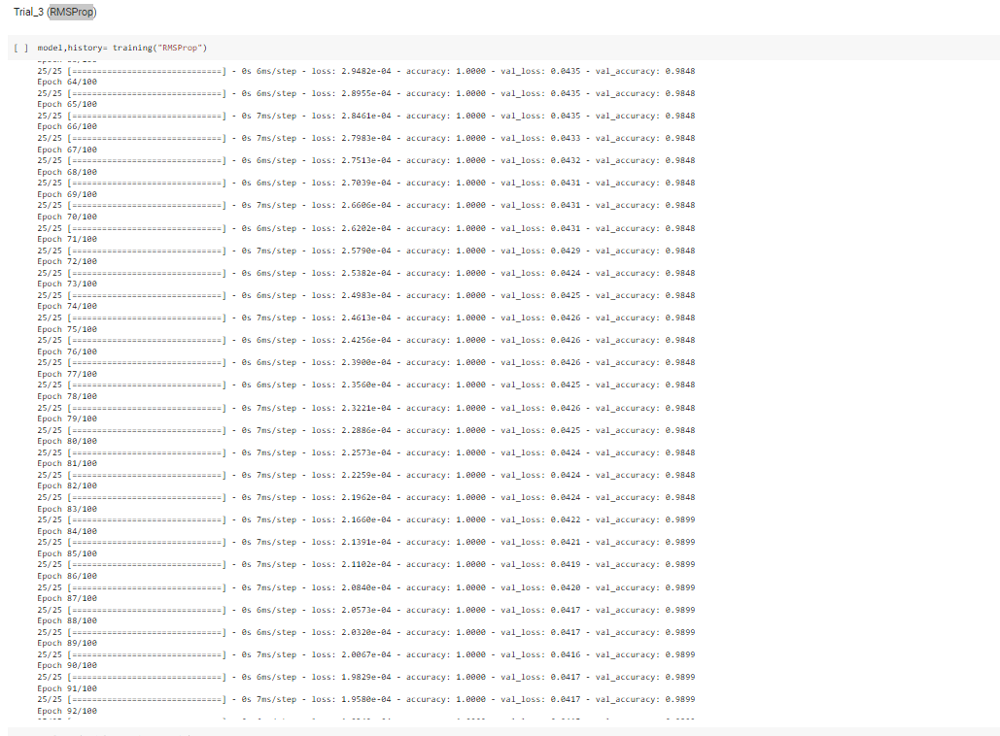 Trial_3 (RMSProp)
[ ] model,history= training("RMSProp")
25/25 [==============================] - 0s 6ms/step - loss: 2.9482e-04 - accuracy: 1.0000 - val_loss: 0.0435 - val_accuracy: 0.9848
Epoch 64/100
25/25 [==============================] - 0s 6ms/step - loss: 2.8955e-04 - accuracy: 1.0000 - val_loss: 0.0435 - val_accuracy: 0.9848
Epoch 65/100
25/25 [==============================] - 0s 7ms/step - loss: 2.8461e-04 - accuracy: 1.0000 - val_loss: 0.0435 - val_accuracy: 0.9848
Epoch 66/100
25/25 [==============================] - 0s 7ms/step - loss: 2.7983e-04 - accuracy: 1.0000 - val_loss: 0.0433 - val_accuracy: 0.9848
Epoch 67/100
25/25 [==============================] - 0s 6ms/step - loss: 2.7513e-04 - accuracy: 1.0000 - val_loss: 0.0432 - val_accuracy: 0.9848
Epoch 68/100
25/25 [==============================] - 0s 6ms/step - loss: 2.7039e-04 - accuracy: 1.0000 - val_loss: 0.0431 - val_accuracy: 0.9848
Epoch 69/100
25/25 [==============================] - 0s 7ms/step - loss: 2.6606e-04 - accuracy: 1.0000 - val_loss: 0.0431 - val_accuracy: 0.9848
Epoch 70/100
25/25 [==============================] - 0s 6ms/step - loss: 2.6202e-04 - accuracy: 1.0000 - val_loss: 0.0431 - val_accuracy: 0.9848
Epoch 71/100
25/25 [==============================] - 0s 7ms/step - loss: 2.5790e-04 - accuracy: 1.0000 - val_loss: 0.0429 - val_accuracy: 0.9848
Epoch 72/100
25/25 [==============================] - 0s 6ms/step - loss: 2.5382e-04 - accuracy: 1.0000 - val_loss: 0.0424 - val_accuracy: 0.9848
Epoch 73/100
25/25 [==============================] - 0s 6ms/step - loss: 2.4983e-04 - accuracy: 1.0000 - val_loss: 0.0425 - val_accuracy: 0.9848
Epoch 74/100
25/25 [==============================] - 0s 7ms/step - loss: 2.4613e-04 - accuracy: 1.0000 - val_loss: 0.0426 - val_accuracy: 0.9848
Epoch 75/100
25/25 [==============================] - 0s 6ms/step - loss: 2.4256e-04 - accuracy: 1.0000 - val_loss: 0.0426 - val_accuracy: 0.9848
Epoch 76/100
25/25 [==============================] - 0s 6ms/step - loss: 2.3900e-04 - accuracy: 1.0000 - val_loss: 0.0426 - val_accuracy: 0.9848
Epoch 77/100
25/25 [==============================] - 0s 6ms/step - loss: 2.3560e-04 - accuracy: 1.0000 - val_loss: 0.0425 - val_accuracy: 0.9848
Epoch 78/100
25/25 [==============================] - 0s 7ms/step - loss: 2.3221e-04 - accuracy: 1.0000 - val_loss: 0.0426 - val_accuracy: 0.9848
Epoch 79/100
25/25 [==============================] - 0s 7ms/step - loss: 2.2886e-04 - accuracy: 1.0000 - val_loss: 0.0425 - val_accuracy: 0.9848
Epoch 80/100
25/25 [==============================] - 0s 7ms/step - loss: 2.2573e-04 - accuracy: 1.0000 - val_loss: 0.0424 - val_accuracy: 0.9848
Epoch 81/100
25/25 [==============================] - 0s 7ms/step - loss: 2.2259e-04 - accuracy: 1.0000 - val_loss: 0.0424 - val_accuracy: 0.9848
Epoch 82/100
25/25 [==============================] - 0s 7ms/step - loss: 2.1962e-04 - accuracy: 1.0000 - val_loss: 0.0424 - val_accuracy: 0.9848
Epoch 83/100
25/25 [==============================] - 0s 7ms/step - loss: 2.1660e-04 - accuracy: 1.0000 - val_loss: 0.0422 - val_accuracy: 0.9899
Epoch 84/100
25/25 [==============================] - 0s 7ms/step - loss: 2.1391e-04 - accuracy: 1.0000 - val_loss: 0.0421 - val_accuracy: 0.9899
Epoch 85/100
25/25 [==============================] - 0s 7ms/step - loss: 2.1102e-04 - accuracy: 1.0000 - val_loss: 0.0419 - val_accuracy: 0.9899
Epoch 86/100
25/25 [==============================] - 0s 7ms/step - loss: 2.0840e-04 - accuracy: 1.0000 - val_loss: 0.0420 - val_accuracy: 0.9899
Epoch 87/100
25/25 [==============================] - 0s 6ms/step - loss: 2.0573e-04 - accuracy: 1.0000 - val_loss: 0.0417 - val_accuracy: 0.9899
Epoch 88/100
25/25 [==============================] - 0s 6ms/step - loss: 2.0320e-04 - accuracy: 1.0000 - val_loss: 0.0417 - val_accuracy: 0.9899
Epoch 89/100
25/25 [==============================] - 0s 7ms/step - loss: 2.0067e-04 - accuracy: 1.0000 - val_loss: 0.0416 - val_accuracy: 0.9899
Epoch 90/100
25/25 [==============================] - 0s 6ms/step - loss: 1.9829e-04 - accuracy: 1.0000 - val_loss: 0.0417 - val_accuracy: 0.9899
Epoch 91/100
25/25 [==============================] - 0s 7ms/step - loss: 1.9580e-04 - accuracy: 1.0000 - val_loss: 0.0417 - val_accuracy: 0.9899
Epoch 92/100